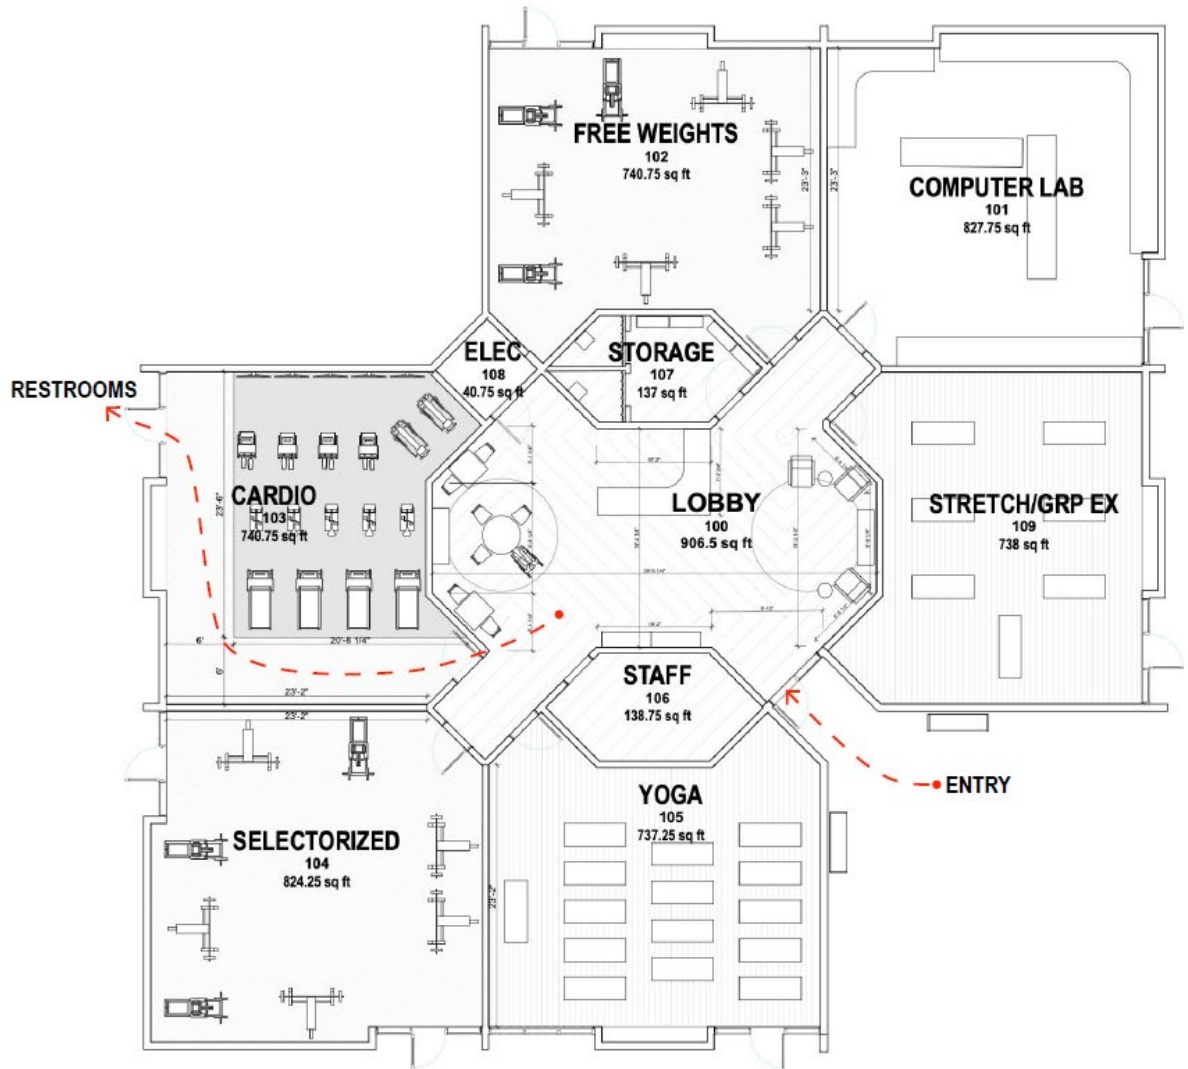 FREE WEIGHTS
102
740.75 sq ft
23'-3"
23'-3"
COMPUTER LAB
101
827.75 sq ft
ELEC
108
40.75 sq ft
STORAGE
107
137 sq ft
RESTROOMS
CARDIO
103
740.75 sq ft
23'-6"
6'
20'-8 1/4"
6'
23'-2"
LOBBY
100
906.5 sq ft
STRETCH/GRP EX
109
738 sq ft
STAFF
106
138.75 sq ft
ENTRY
23'-2"
SELECTORIZED
104
824.25 sq ft
YOGA
105
737.25 sq ft
23'-2"